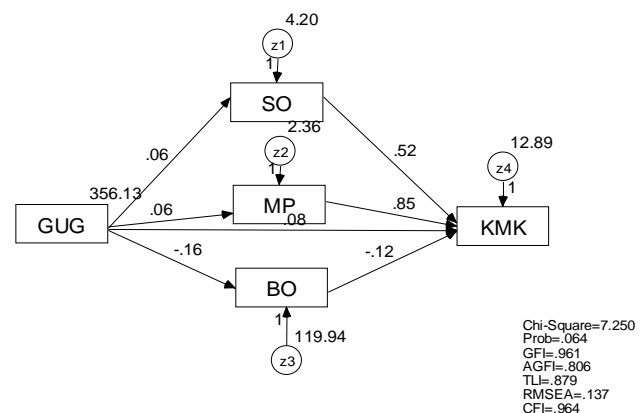 4.20
z1
1
SO
2.36
.06
.52
12.89
z2
z4
1
1
356.13
MP
.06
.85
.08
GUG
KMK
-.16
-.12
BO
1
119.94
z3
Chi-Square=7.250
Prob=.064
GFI=.961
AGFI=.806
TLI=.879
RMSEA=.137
CFI=.964